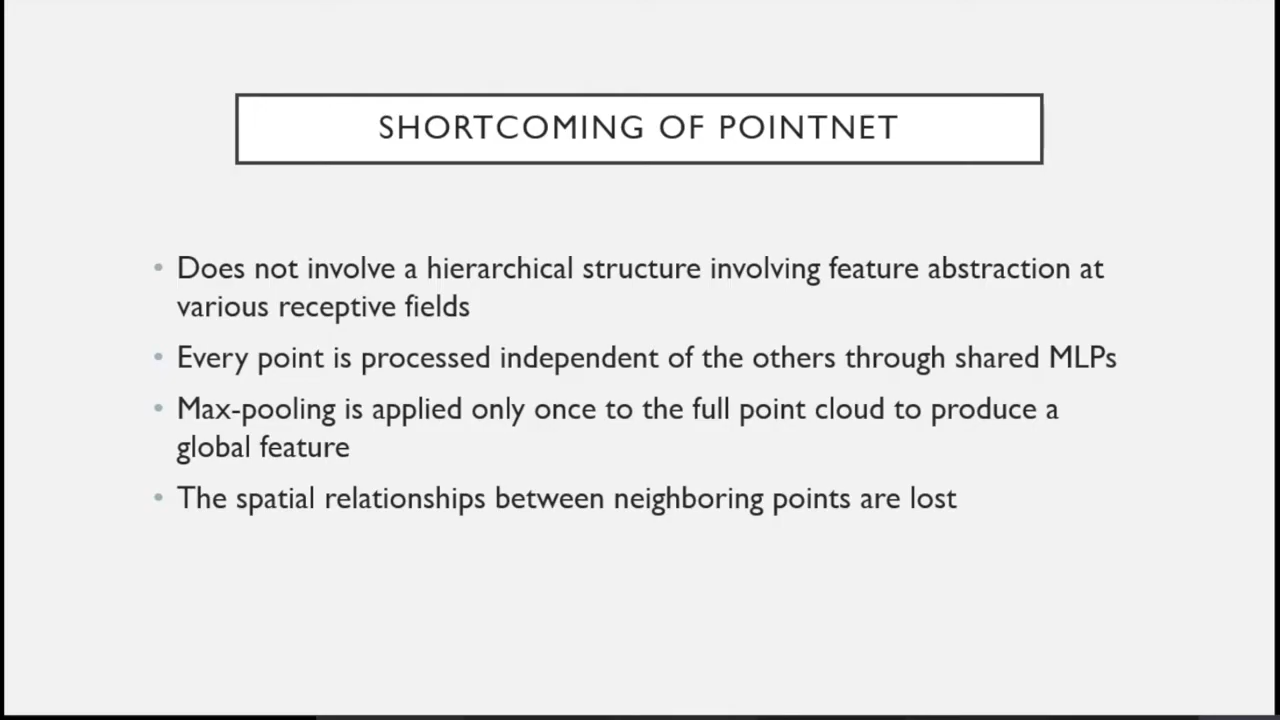 SHORTCOMING OF POINTNET
• Does not involve a hierarchical structure involving feature abstraction at
various receptive fields
• Every point is processed independent of the others through shared MLPs
• Max-pooling is applied only once to the full point cloud to produce a
global feature
• The spatial relationships between neighboring points are lost